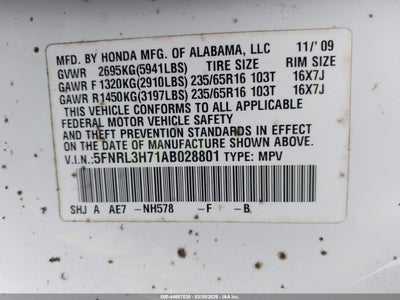 MFD. BY HONDA MFG. OF ALABAMA, LLC 11/'09
GVWR 2695KG(5941LBS) TIRE SIZE RIM SIZE
GAWR F 1320KG(2910LBS) 235/65R16 103T 16X7J
GAWR R1450KG(3197LBS) 235/65R16 103T 16X7J
THIS VEHICLE CONFORMS TO ALL APPLICABLE
FEDERAL MOTOR VEHICLE SAFETY AND
THEFT PREVENTION STANDARDS IN EFFECT ON
THE DATE OF MANUFACTURE SHOWN ABOVE.
V.I.N.:5FNRL3H71AB028801 TYPE: MPV
SHJ A AE7 -NH578 -F -B